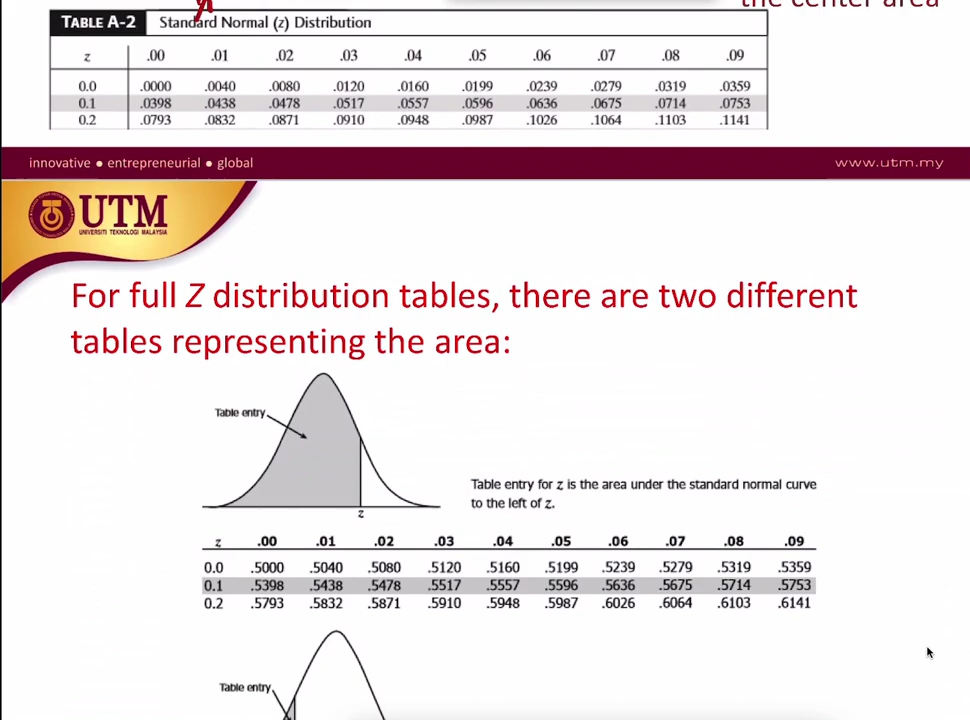 the center area
TABLE A-2 Standard Normal (z) Distribution
z .00 .01 .02 .03 .04 .05 .06 .07 .08 .09
0.0 .0000 .0040 .0080 .0120 .0160 .0199 .0239 .0279 .0319 .0359
0.1 .0398 .0438 .0478 .0517 .0557 .0596 .0636 .0675 .0714 .0753
0.2 .0793 .0832 .0871 .0910 .0948 .0987 .1026 .1064 .1103 .1141
innovative ● entrepreneurial ● global www.utm.my
UTM
UNIVERSITI TEKNOLOGI MALAYSIA
For full Z distribution tables, there are two different
tables representing the area:
Table entry
z
Table entry for z is the area under the standard normal curve
to the left of z.
z .00 .01 .02 .03 .04 .05 .06 .07 .08 .09
0.0 .5000 .5040 .5080 .5120 .5160 .5199 .5239 .5279 .5319 .5359
0.1 .5398 .5438 .5478 .5517 .5557 .5596 .5636 .5675 .5714 .5753
0.2 .5793 .5832 .5871 .5910 .5948 .5987 .6026 .6064 .6103 .6141
Table entry